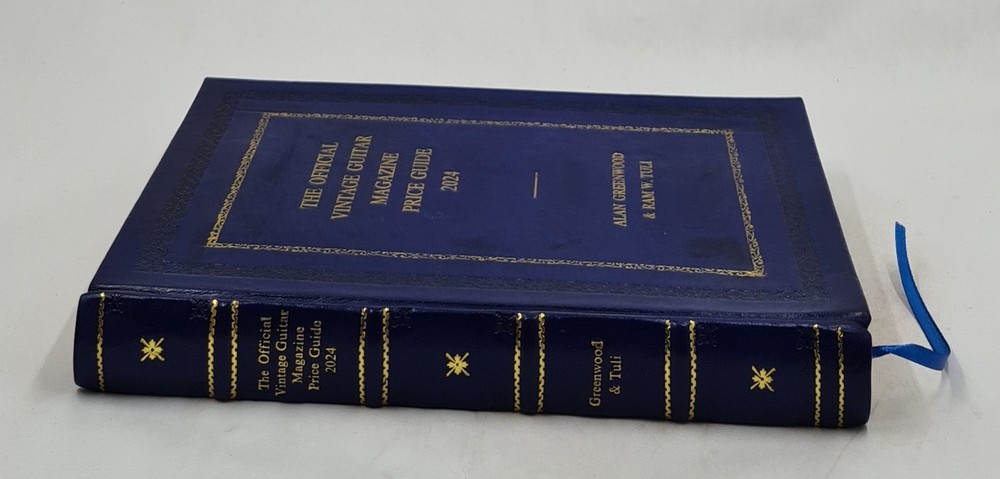 THE OFFICIAL
VINTAGE GUITAR
MAGAZINE
PRICE GUIDE
2024
ALAN GREENWOOD
& RAM W. TULI
The Official
Vintage Guitar
Magazine
Price Guide
2024
Greenwood
& Tuli